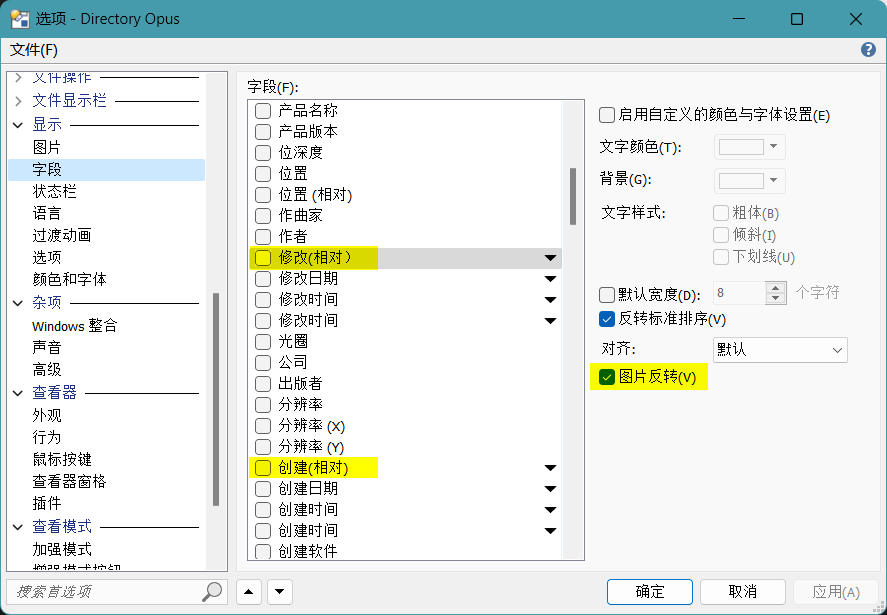 选项 - Directory Opus
文件(F)
文件操作
文件显示栏
显示
图片
字段
状态栏
语言
过渡动画
选项
颜色和字体
杂项
Windows 整合
声音
高级
查看器
外观
行为
鼠标按键
查看器窗格
插件
查看模式
加强模式
增强模式按钮
搜索首选项
字段(F):
产品名称
产品版本
位深度
位置
位置 (相对)
作曲家
作者
修改(相对）
修改日期
修改时间
修改时间
光圈
公司
出版者
分辨率
分辨率 (X)
分辨率 (Y)
创建(相对)
创建日期
创建时间
创建时间
创建软件
启用自定义的颜色与字体设置(E)
文字颜色(T):
背景(G):
文字样式:
粗体(B)
倾斜(I)
下划线(U)
默认宽度(D): 8 个字符
反转标准排序(V)
对齐: 默认
图片反转(V)
确定
取消
应用(A)